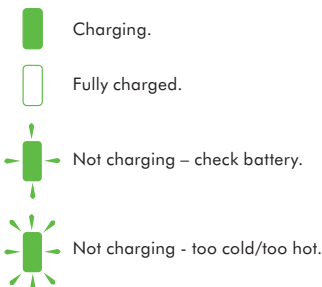 Charging.
Fully charged.
Not charging – check battery.
Not charging - too cold/too hot.